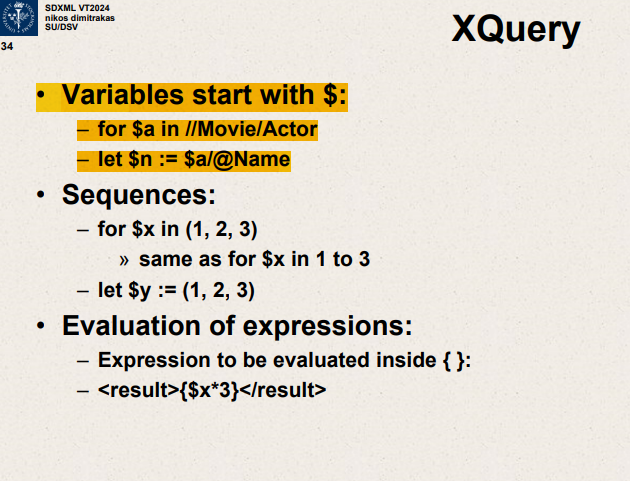 SDXML VT2024
nikos dimitrakas
SU/DSV
34
XQuery
• Variables start with $:
– for $a in //Movie/Actor
– let $n := $a/@Name
• Sequences:
– for $x in (1, 2, 3)
» same as for $x in 1 to 3
– let $y := (1, 2, 3)
• Evaluation of expressions:
– Expression to be evaluated inside { }:
– <result>{$x*3}</result>